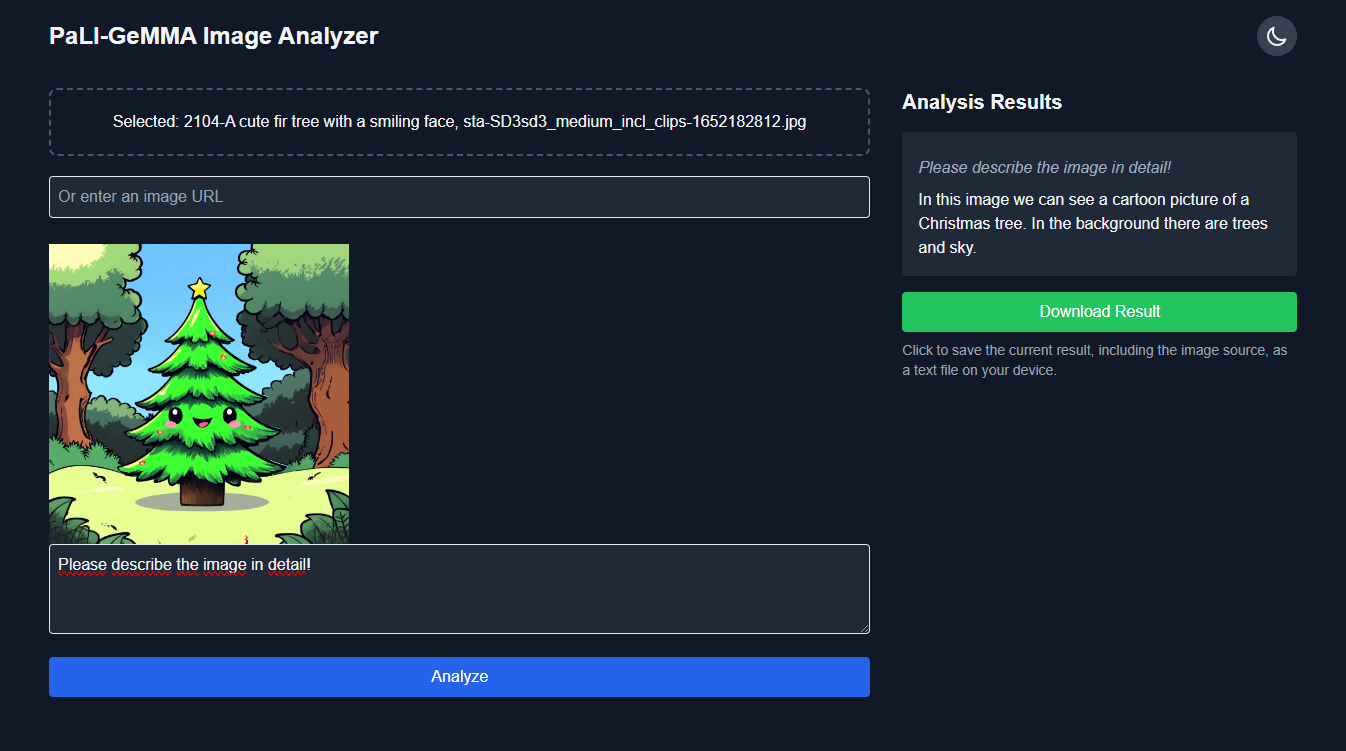 PaLI-GeMMA Image Analyzer
Selected: 2104-A cute fir tree with a smiling face, sta-SD3sd3_medium_incl_clips-1652182812.jpg
Or enter an image URL
Please describe the image in detail!
Analyze
Analysis Results
Please describe the image in detail!
In this image we can see a cartoon picture of a
Christmas tree. In the background there are trees
and sky.
Download Result
Click to save the current result, including the image source, as
a text file on your device.